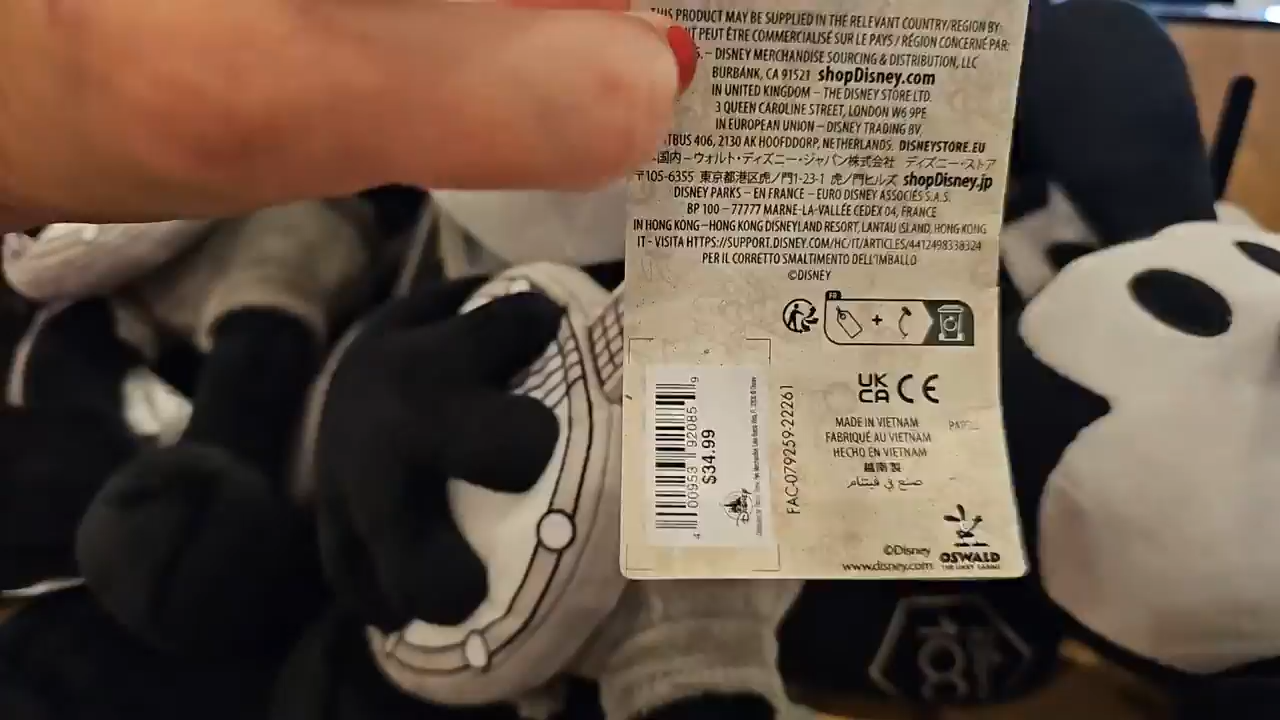 THIS PRODUCT MAY BE SUPPLIED IN THE RELEVANT COUNTRY/REGION BY:
PEUT ÊTRE COMMERCIALISÉ SUR LE PAYS / RÉGION CONCERNÉ PAR:
– DISNEY MERCHANDISE SOURCING & DISTRIBUTION, LLC
BURBANK, CA 91521 shopDisney.com
IN UNITED KINGDOM – THE DISNEY STORE LTD.
3 QUEEN CAROLINE STREET, LONDON W6 9PE
IN EUROPEAN UNION – DISNEY TRADING BV,
406, 2130 AK HOOFDDORP, NETHERLANDS. DISNEYSTORE.EU
国内 – ウォルト・ディズニー・ジャパン株式会社 ディズニー・ストア
〒105-6355 東京都港区虎ノ門1-23-1 虎ノ門ヒルズ shopDisney.jp
DISNEY PARKS – EN FRANCE – EURO DISNEY ASSOCIÉS S.A.S.
BP 100 – 77777 MARNE-LA-VALLÉE CEDEX 04, FRANCE
IN HONG KONG – HONG KONG DISNEYLAND RESORT, LANTAU ISLAND, HONG KONG
IT - VISITA HTTPS://SUPPORT.DISNEY.COM/HC/IT/ARTICLES/4412498338324
PER IL CORRETTO SMALTIMENTO DELL'IMBALLO
©DISNEY
FR
+
UK
CA CE
4 00953 92085 9
$34.99
Disney
FAC-079259-22261
MADE IN VIETNAM
FABRIQUÉ AU VIETNAM
HECHO EN VIETNAM
越南製
صنع في فيتنام
©Disney
www.disney.com
OSWALD
THE LUCKY RABBIT